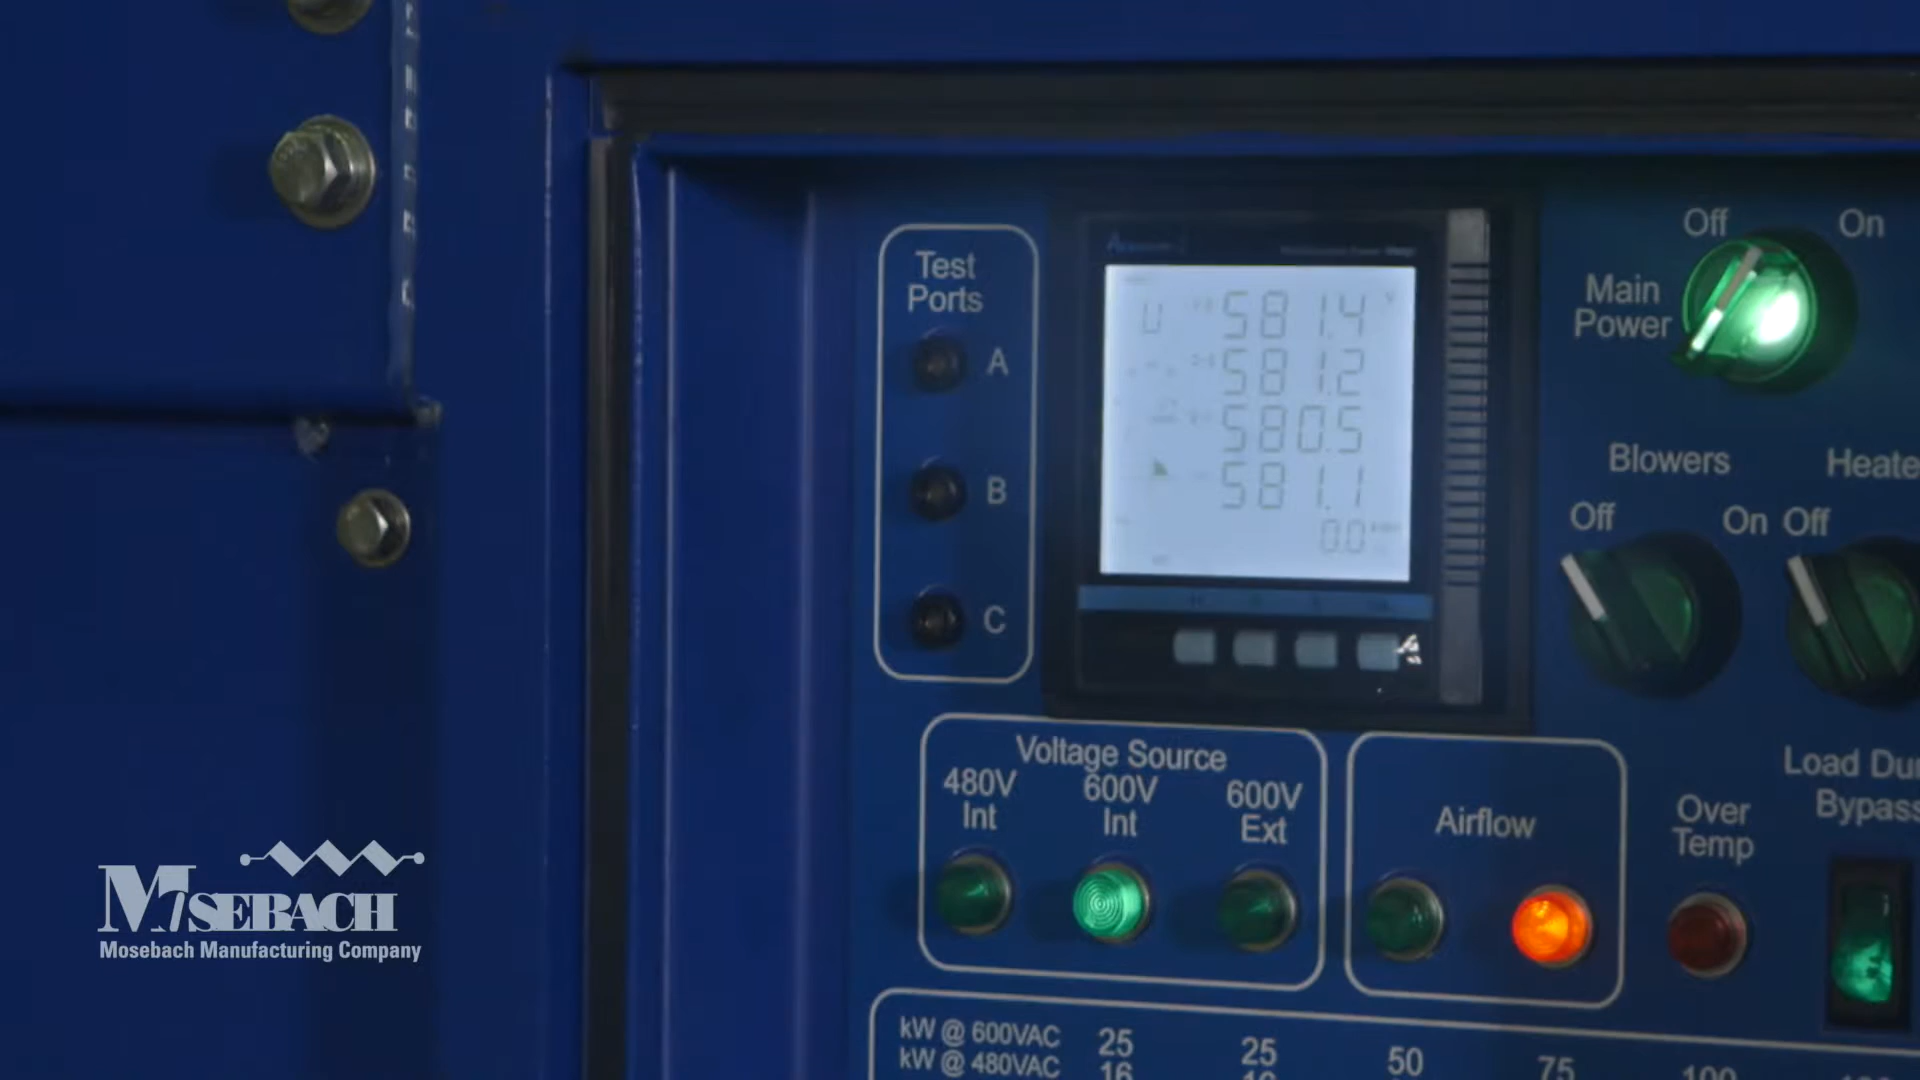 Test
Ports
A
B
C
U 581.4 V
581.2
580.5
581.1
0.0
Off
On
Main
Power
Blowers
Off
On
Off
Voltage Source
480V
Int
600V
Int
600V
Ext
Airflow
Over
Temp
Load
Bypass
kW @ 600VAC 25 25 50 75 100
kW @ 480VAC 16
MOSEBACH
Mosebach Manufacturing Company